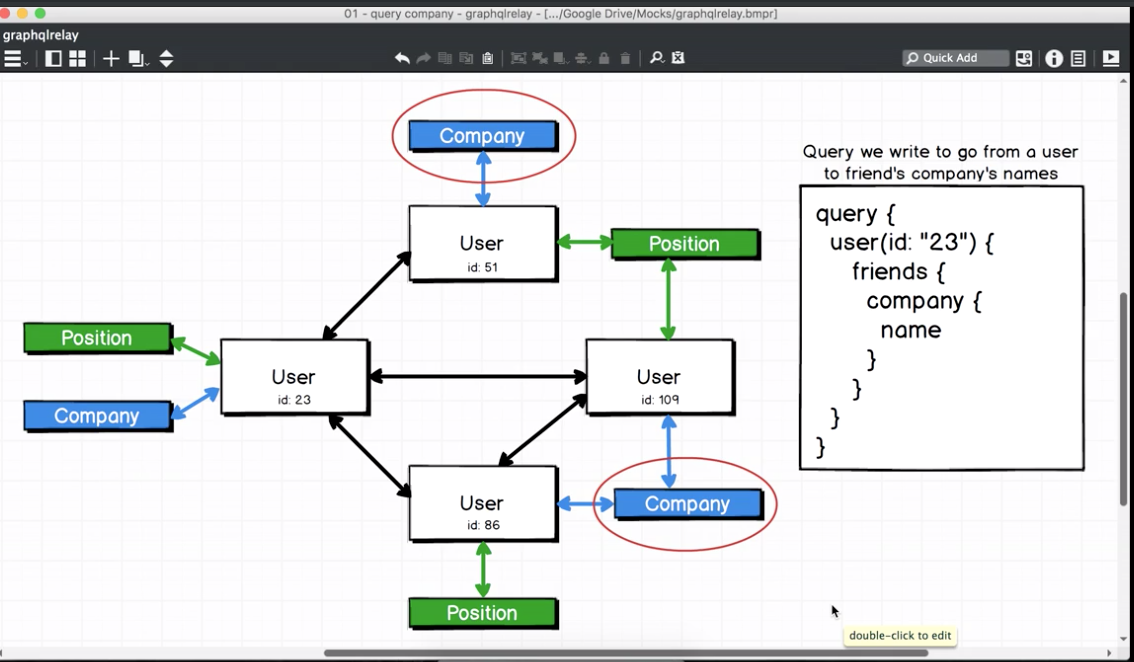 01 - query company - graphqlrelay - [.../Google Drive/Mocks/graphqlrelay.bmpr]
graphqlrelay
Quick Add
Company
User
id: 51
Position
Position
Company
User
id: 23
User
id: 109
User
id: 86
Company
Position
Query we write to go from a user
to friend's company's names
query {
user(id: "23") {
friends {
company {
name
}
}
}
}
double-click to edit